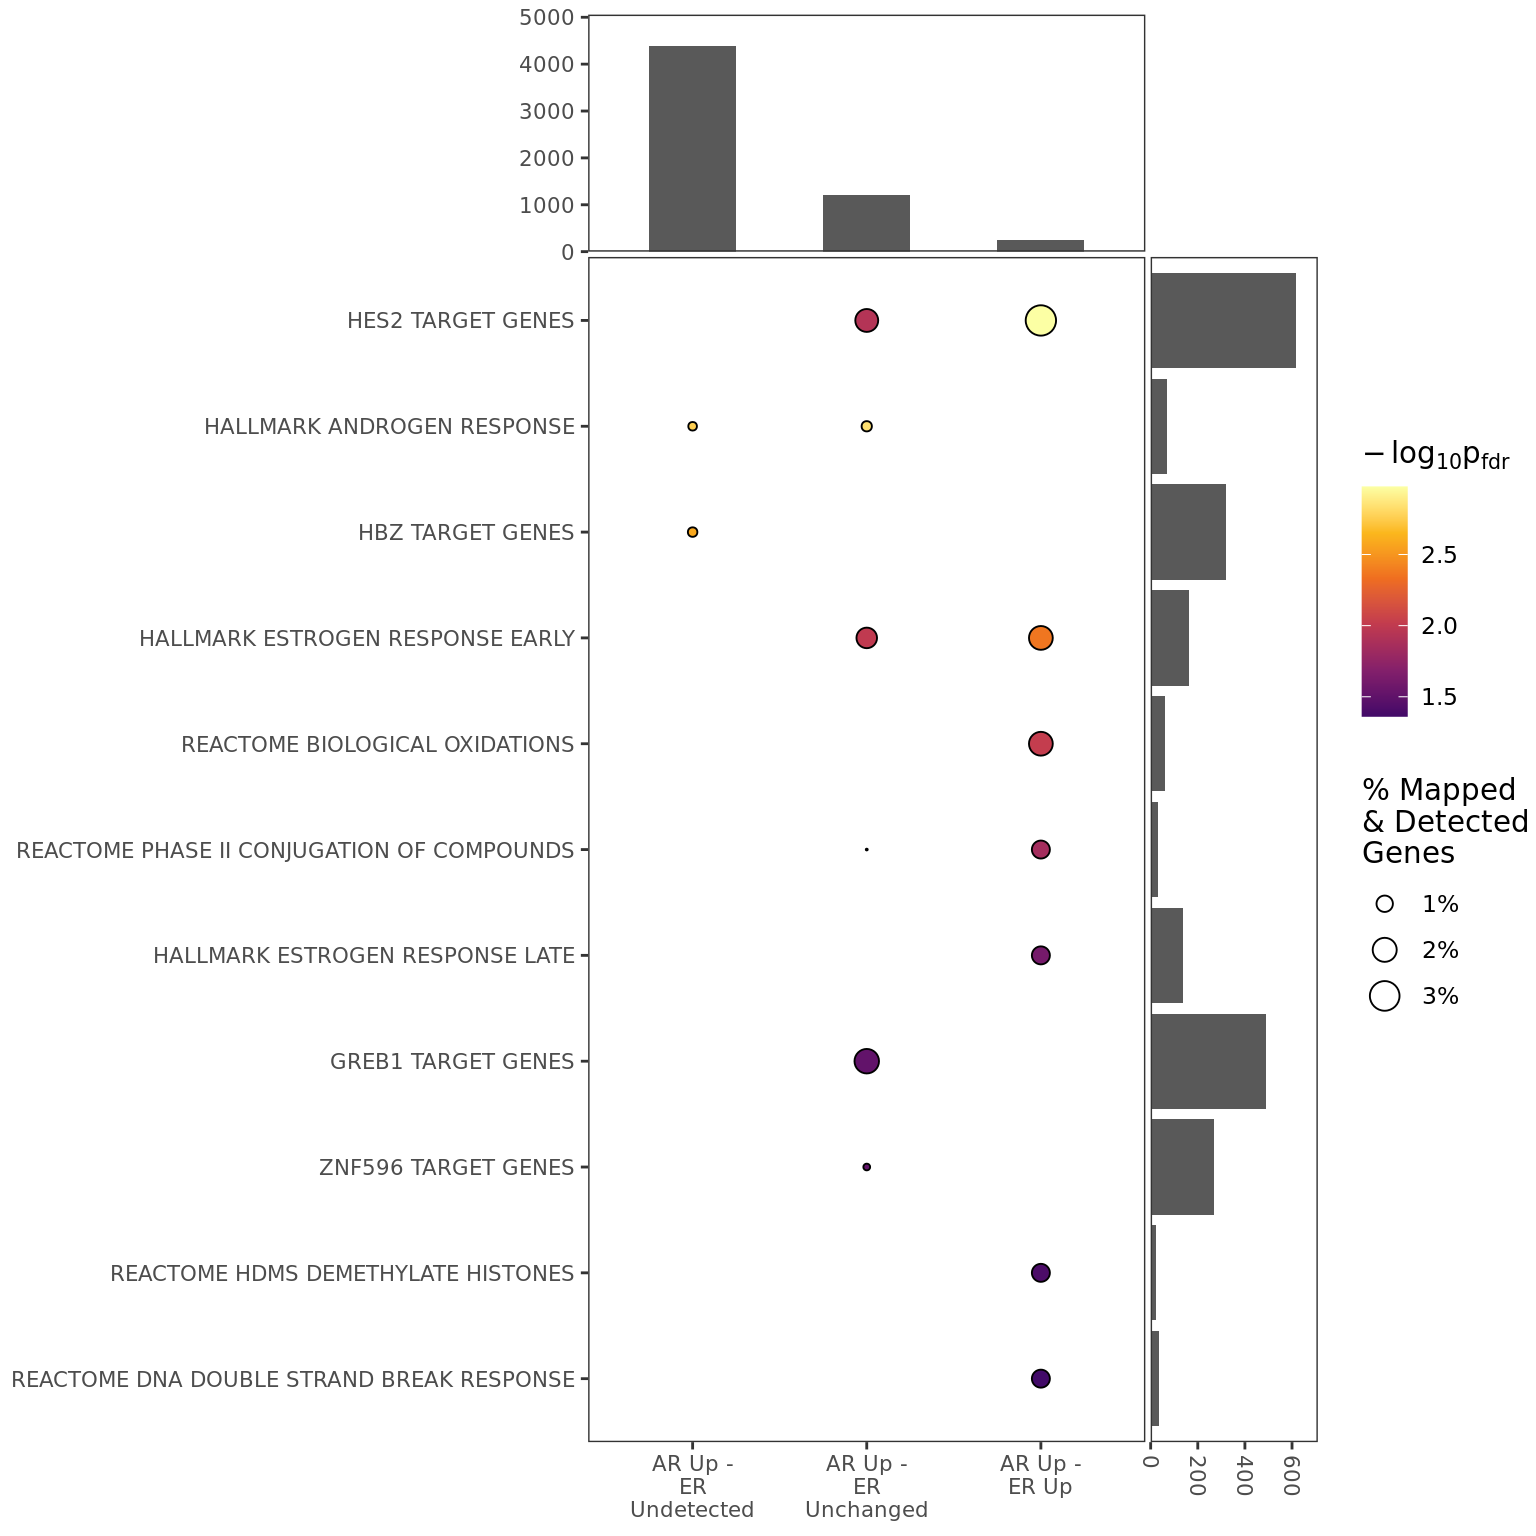 5000
4000
3000
2000
1000
0
HES2 TARGET GENES
HALLMARK ANDROGEN RESPONSE
HBZ TARGET GENES
HALLMARK ESTROGEN RESPONSE EARLY
REACTOME BIOLOGICAL OXIDATIONS
REACTOME PHASE II CONJUGATION OF COMPOUNDS
HALLMARK ESTROGEN RESPONSE LATE
GREB1 TARGET GENES
ZNF596 TARGET GENES
REACTOME HDMS DEMETHYLATE HISTONES
REACTOME DNA DOUBLE STRAND BREAK RESPONSE
AR Up -
ER
Undetected
AR Up -
ER
Unchanged
AR Up -
ER Up
0
200
400
600
− log10pfdr
2.5
2.0
1.5
% Mapped
& Detected
Genes
1%
2%
3%